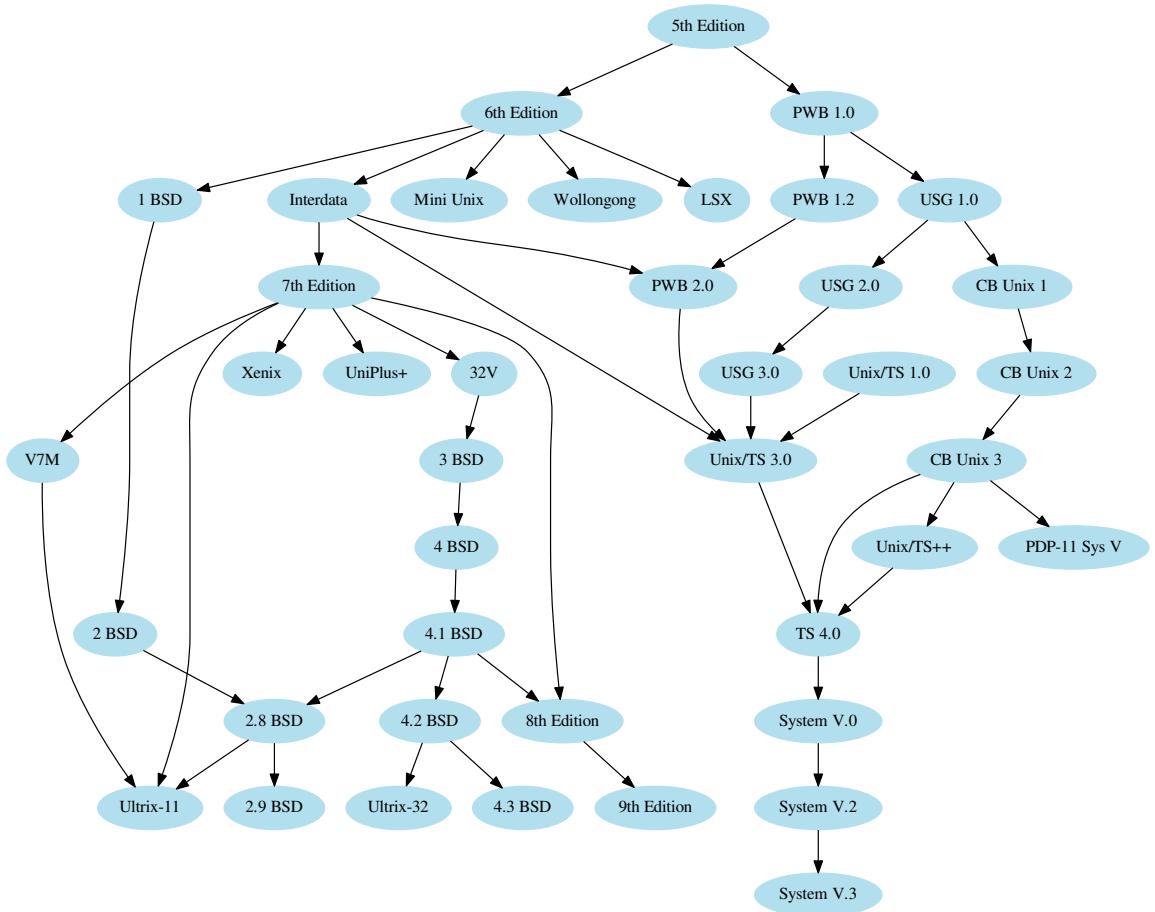 5th Edition
6th Edition
PWB 1.0
1 BSD
Interdata
Mini Unix
Wollongong
LSX
PWB 1.2
USG 1.0
7th Edition
PWB 2.0
USG 2.0
CB Unix 1
Xenix
UniPlus+
32V
USG 3.0
Unix/TS 1.0
CB Unix 2
V7M
3 BSD
Unix/TS 3.0
CB Unix 3
4 BSD
Unix/TS++
PDP-11 Sys V
2 BSD
4.1 BSD
TS 4.0
2.8 BSD
4.2 BSD
8th Edition
System V.0
Ultrix-11
2.9 BSD
Ultrix-32
4.3 BSD
9th Edition
System V.2
System V.3